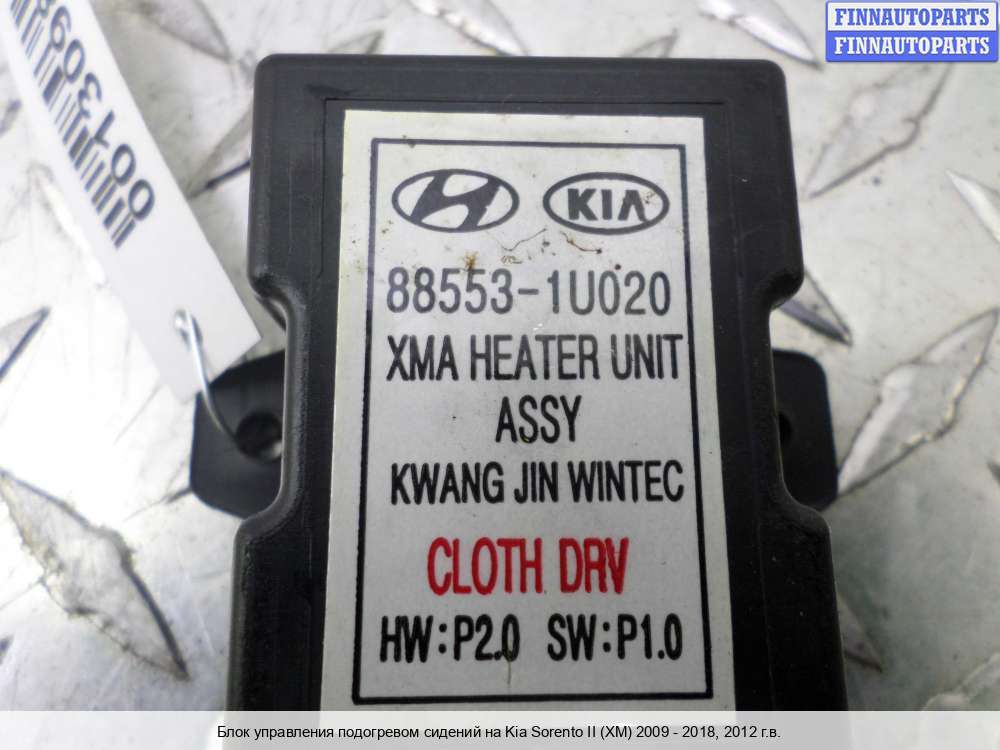 FINNAUTOPARTS
FINNAUTOPARTS
KIA
88553-1U020
XMA HEATER UNIT
ASSY
KWANG JIN WINTEC
CLOTH DRV
HW:P2.0 SW:P1.0
Блок управления подогревом сидений на Kia Sorento II (XM) 2009 - 2018, 2012 г.в.